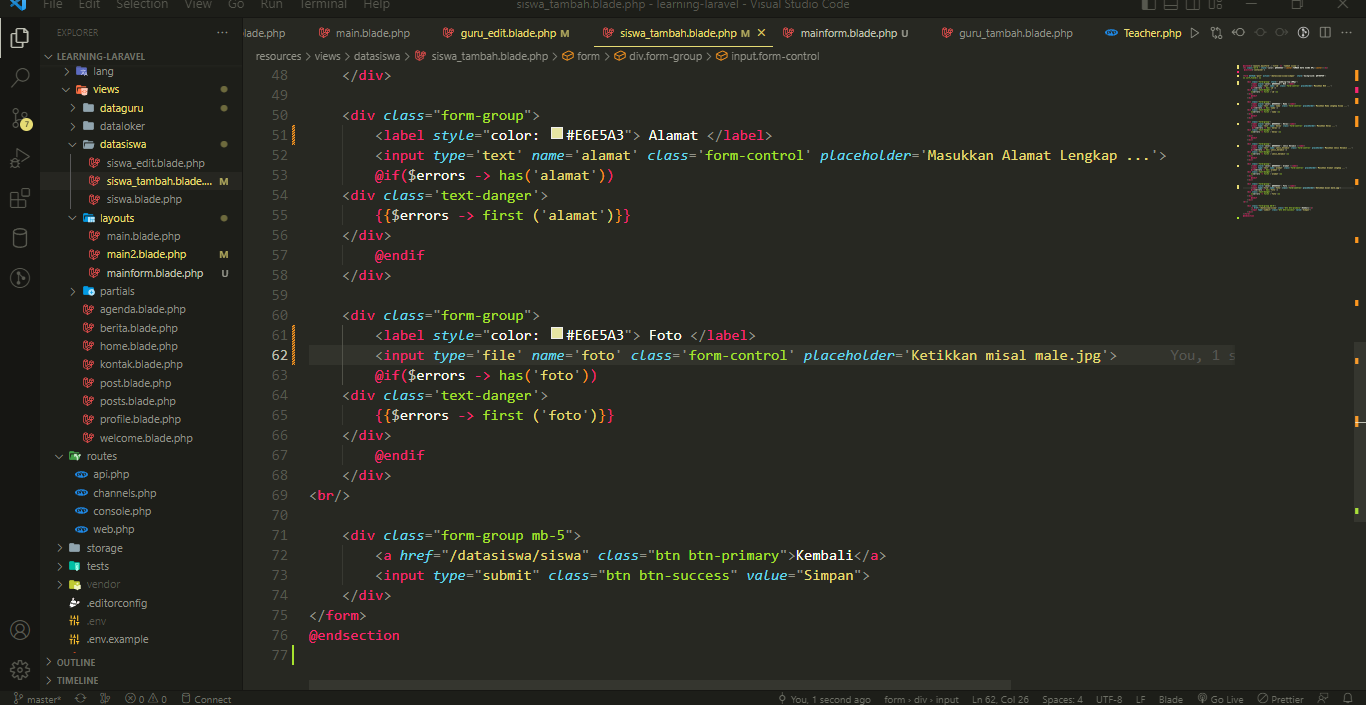 File Edit Selection View Go Run Terminal Help siswa_tambah.blade.php - learning-laravel - Visual Studio Code
EXPLORER ···
LEARNING-LARAVEL
lang
views
dataguru
dataloker
datasiswa
siswa_edit.blade.php
siswa_tambah.blade.... M
siswa.blade.php
layouts
main.blade.php
main2.blade.php M
mainform.blade.php U
partials
agenda.blade.php
berita.blade.php
home.blade.php
kontak.blade.php
post.blade.php
posts.blade.php
profile.blade.php
welcome.blade.php
routes
api.php
channels.php
console.php
web.php
storage
tests
vendor
.editorconfig
.env
.env.example
OUTLINE
TIMELINE
7
lade.php main.blade.php guru_edit.blade.php M siswa_tambah.blade.php M mainform.blade.php U guru_tambah.blade.php Teacher.php
resources > views > datasiswa > siswa_tambah.blade.php > form > div.form-group > input.form-control
48 </div>
49
50 <div class="form-group">
51 <label style="color: #E6E5A3"> Alamat </label>
52 <input type='text' name='alamat' class='form-control' placeholder='Masukkan Alamat Lengkap ...'>
53 @if($errors -> has('alamat'))
54 <div class='text-danger'>
55 {{$errors -> first ('alamat')}}
56 </div>
57 @endif
58 </div>
59
60 <div class="form-group">
61 <label style="color: #E6E5A3"> Foto </label>
62 <input type='file' name='foto' class='form-control' placeholder='Ketikkan misal male.jpg'> You, 1 s
63 @if($errors -> has('foto'))
64 <div class='text-danger'>
65 {{$errors -> first ('foto')}}
66 </div>
67 @endif
68 </div>
69 <br/>
70
71 <div class="form-group mb-5">
72 <a href="/datasiswa/siswa" class="btn btn-primary">Kembali</a>
73 <input type="submit" class="btn btn-success" value="Simpan">
74 </div>
75 </form>
76 @endsection
77
master* 0 0 Connect You, 1 second ago form › div › input Ln 62, Col 26 Spaces: 4 UTF-8 LF Blade Go Live Prettier